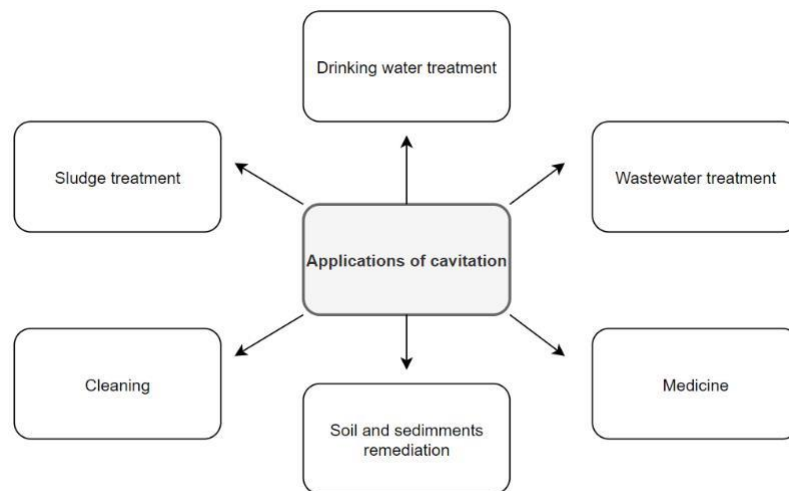 Drinking water treatment
Sludge treatment
Wastewater treatment
Applications of cavitation
Cleaning
Medicine
Soil and sedimments
remediation